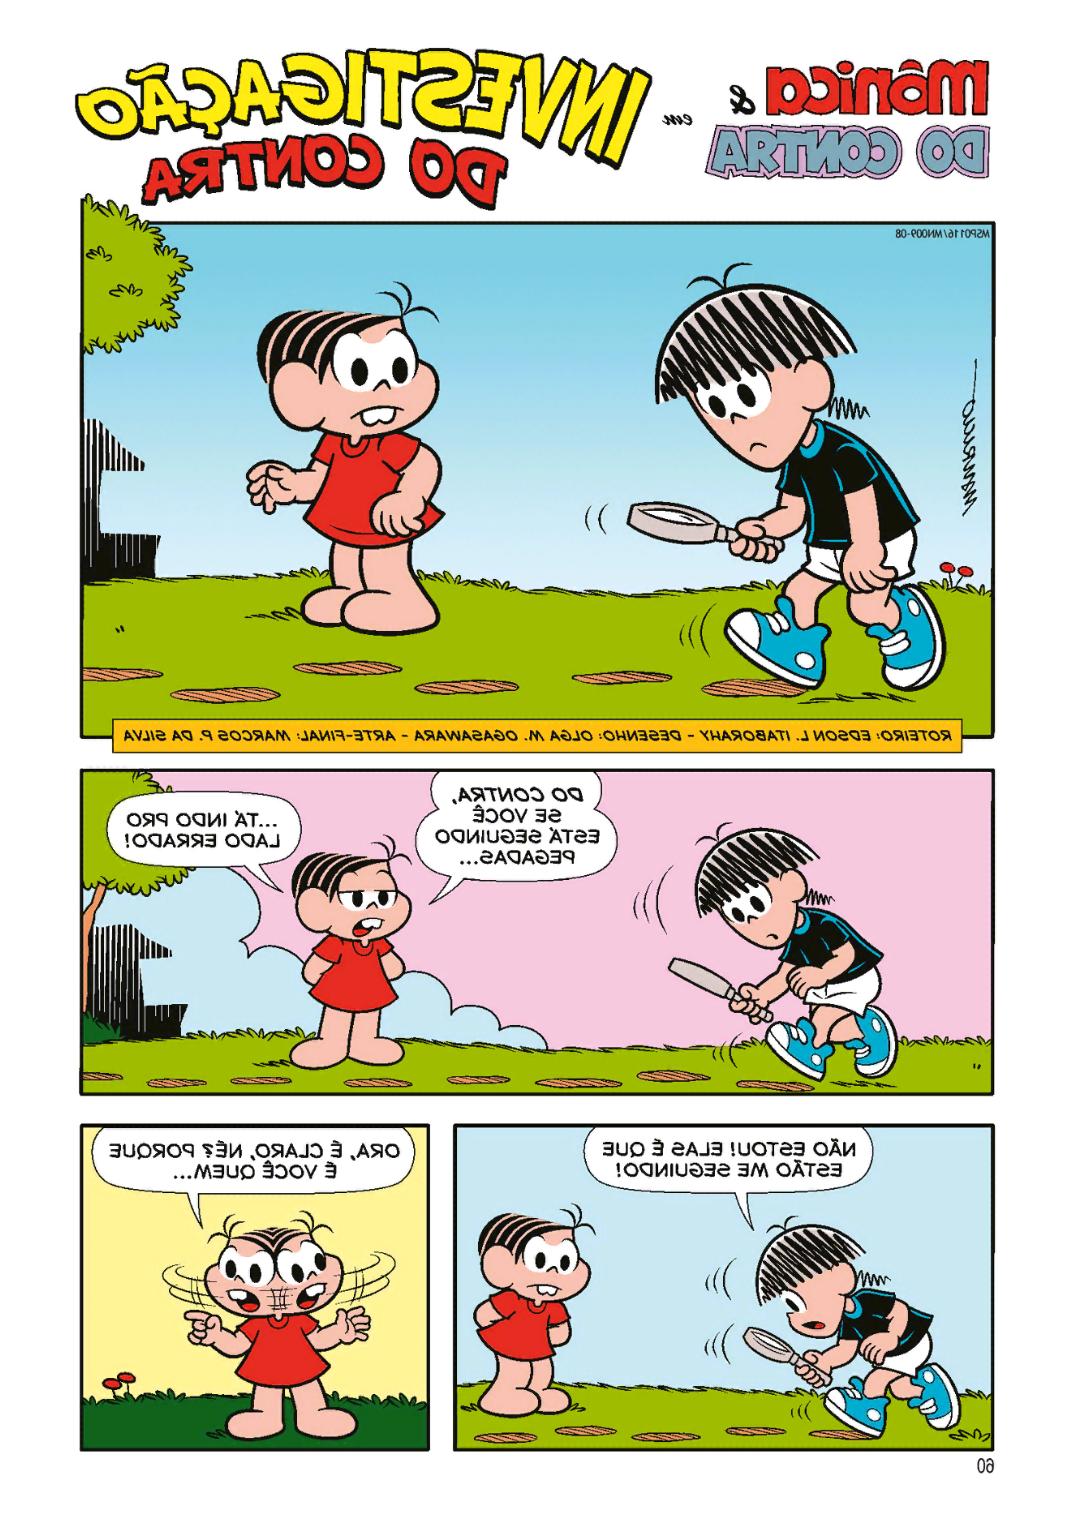 Mônica &
DO CONTRA
em
INVESTIGAÇÃO
DO CONTRA
MSP0116/MN009-08
ROTEIRO: EDSON L. ITABORAHY - DESENHO: OLGA M. OGASAWARA - ARTE-FINAL: MARCOS P. DA SILVA
DO CONTRA,
SE VOCÊ
ESTÁ SEGUINDO
PEGADAS...
...TÁ INDO PRO
LADO ERRADO!
NÃO ESTOU! ELAS É QUE
ESTÃO ME SEGUINDO!
ORA, É CLARO, NÉ? PORQUE
É VOCÊ QUEM...
60